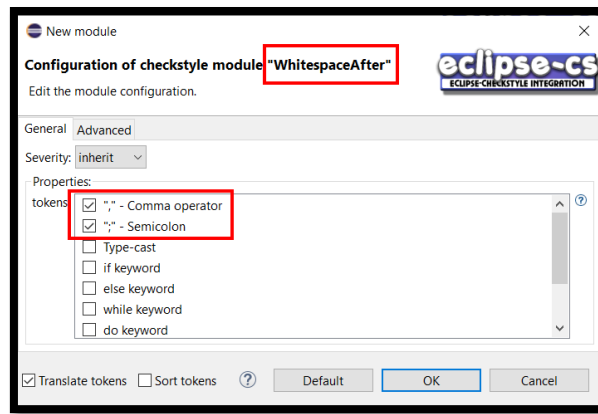 New module
Configuration of checkstyle module "WhitespaceAfter"
Edit the module configuration.
eclipse-cs
ECLIPSE-CHECKSTYLE INTEGRATION
General Advanced
Severity: inherit
Properties:
tokens
"," - Comma operator
";" - Semicolon
Type-cast
if keyword
else keyword
while keyword
do keyword
Translate tokens Sort tokens ? Default OK Cancel